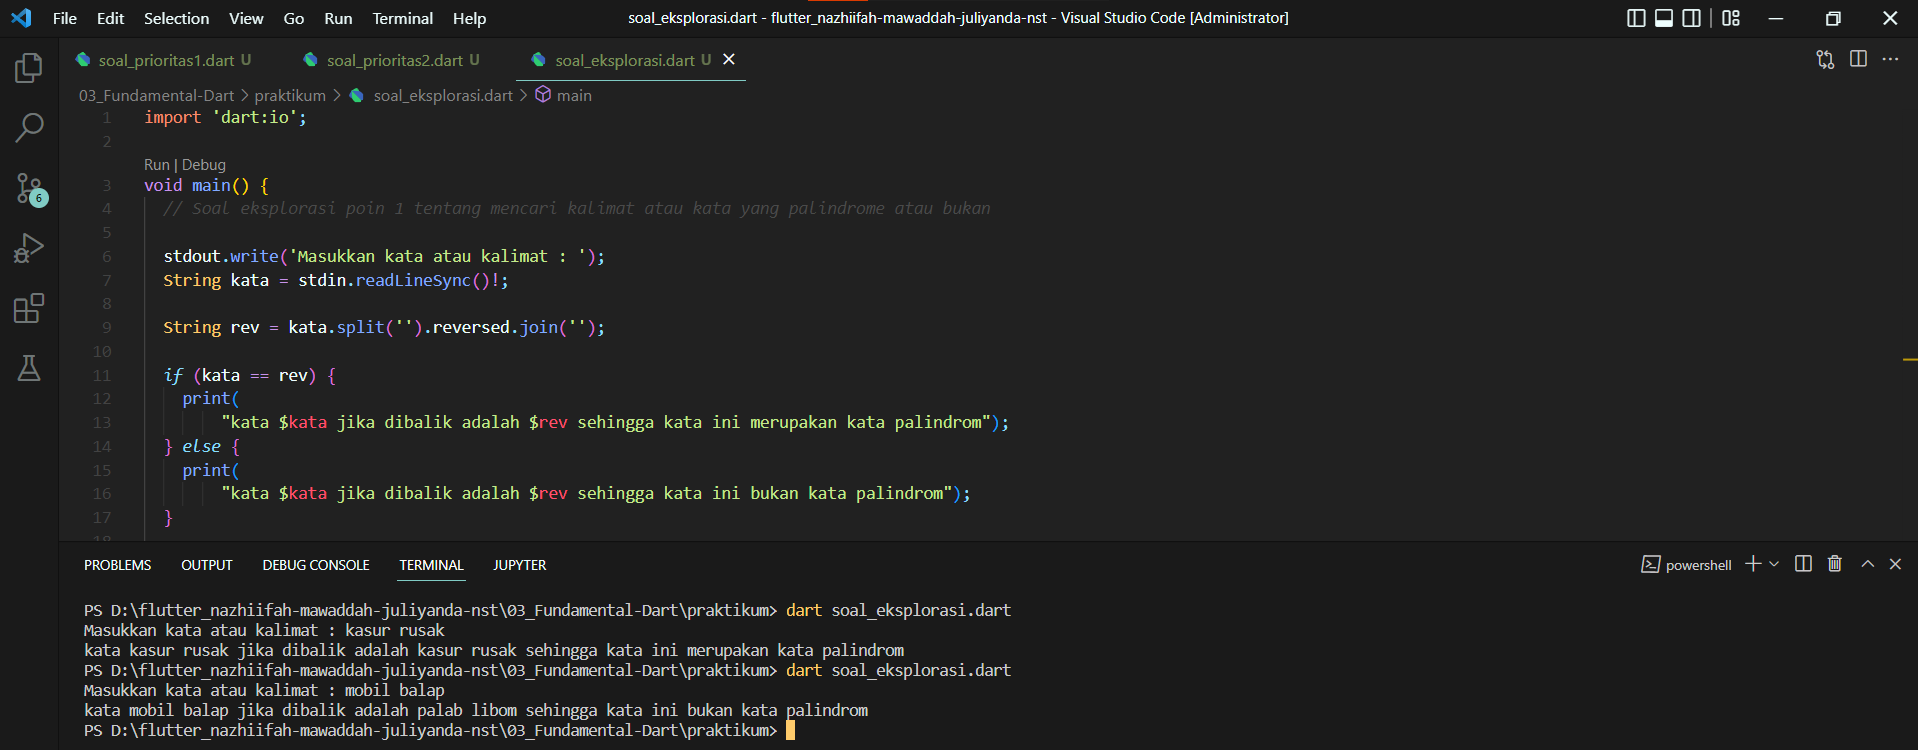 File Edit Selection View Go Run Terminal Help soal_eksplorasi.dart - flutter_nazhiifah-mawaddah-juliyanda-nst - Visual Studio Code [Administrator]
soal_prioritas1.dart U soal_prioritas2.dart U soal_eksplorasi.dart U
03_Fundamental-Dart > praktikum > soal_eksplorasi.dart > main
1 import 'dart:io';
2
Run | Debug
3 void main() {
4 // Soal eksplorasi poin 1 tentang mencari kalimat atau kata yang palindrome atau bukan
5
6 stdout.write('Masukkan kata atau kalimat : ');
7 String kata = stdin.readLineSync()!;
8
9 String rev = kata.split('').reversed.join('');
10
11 if (kata == rev) {
12 print(
13 "kata $kata jika dibalik adalah $rev sehingga kata ini merupakan kata palindrom");
14 } else {
15 print(
16 "kata $kata jika dibalik adalah $rev sehingga kata ini bukan kata palindrom");
17 }
18
6
PROBLEMS OUTPUT DEBUG CONSOLE TERMINAL JUPYTER powershell
PS D:\flutter_nazhiifah-mawaddah-juliyanda-nst\03_Fundamental-Dart\praktikum> dart soal_eksplorasi.dart
Masukkan kata atau kalimat : kasur rusak
kata kasur rusak jika dibalik adalah kasur rusak sehingga kata ini merupakan kata palindrom
PS D:\flutter_nazhiifah-mawaddah-juliyanda-nst\03_Fundamental-Dart\praktikum> dart soal_eksplorasi.dart
Masukkan kata atau kalimat : mobil balap
kata mobil balap jika dibalik adalah palab libom sehingga kata ini bukan kata palindrom
PS D:\flutter_nazhiifah-mawaddah-juliyanda-nst\03_Fundamental-Dart\praktikum>